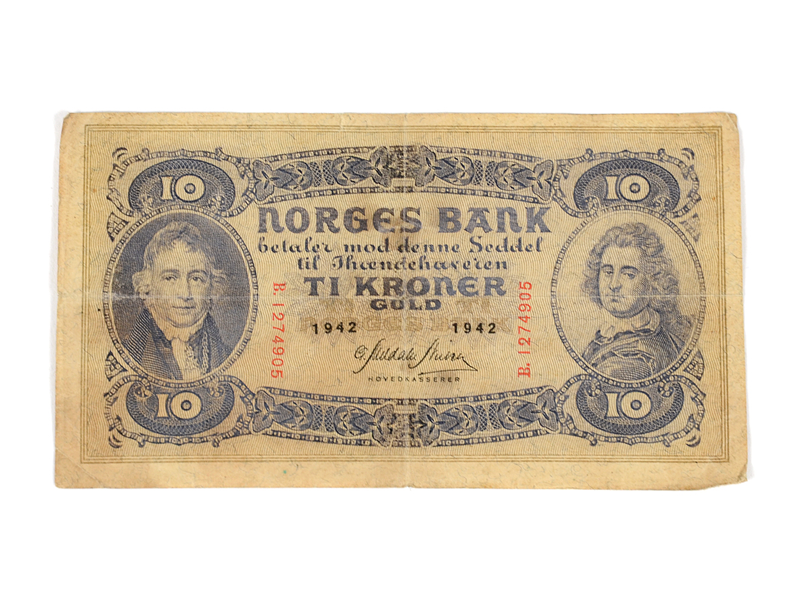 10 10
NORGES BANK
betaler mod denne Seddel
til Ihændehaveren
TI KRONER
GULD
1942 1942
B.1274905
B.1274905
HOVEDKASSERER
10 10